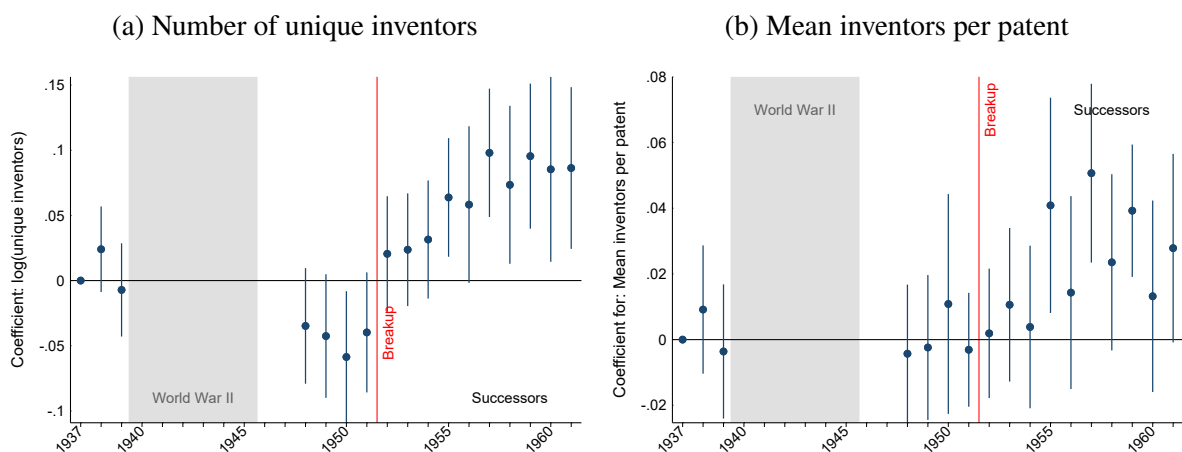 (a) Number of unique inventors
Coefficient: log(unique inventors)
.15
.1
.05
0
-.05
-.1
World War II
Breakup
Successors
1937
1940
1945
1950
1955
1960
(b) Mean inventors per patent
Coefficient for: Mean inventors per patent
.08
.06
.04
.02
0
-.02
World War II
Breakup
Successors
1937
1940
1945
1950
1955
1960